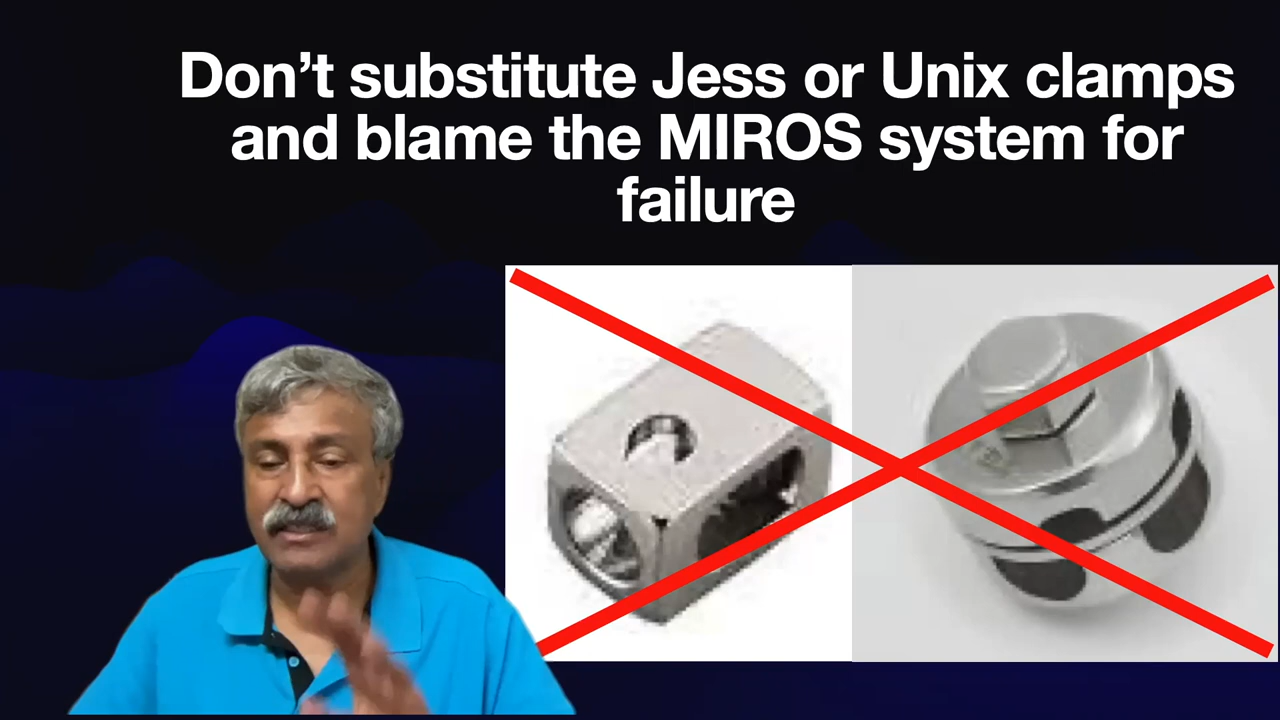 Don’t substitute Jess or Unix clamps
and blame the MIROS system for
failure